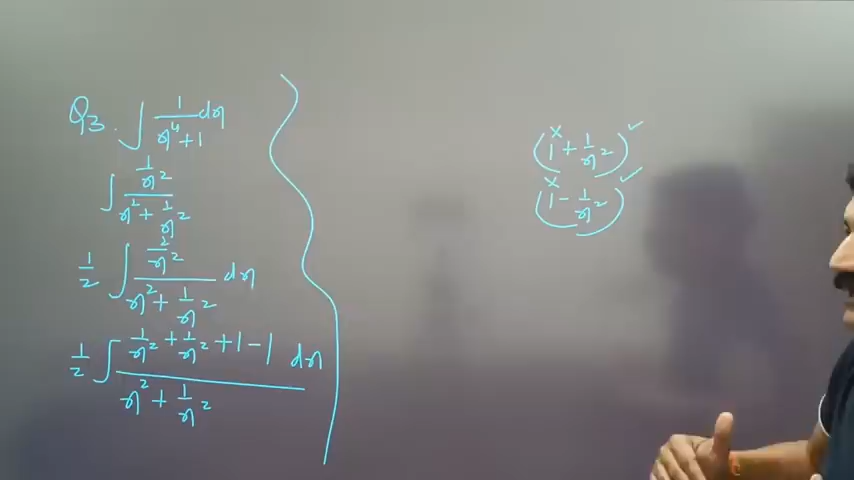 Q3. ∫ 1/(x⁴+1) dx
∫ (1/x²)/(x²+1/x²)
1/2 ∫ (2/x²)/(x²+1/x²) dx
1/2 ∫ (1/x²+1/x²+1-1)/(x²+1/x²) dx
x
(1+1/x²) ✓
x
(1-1/x²) ✓